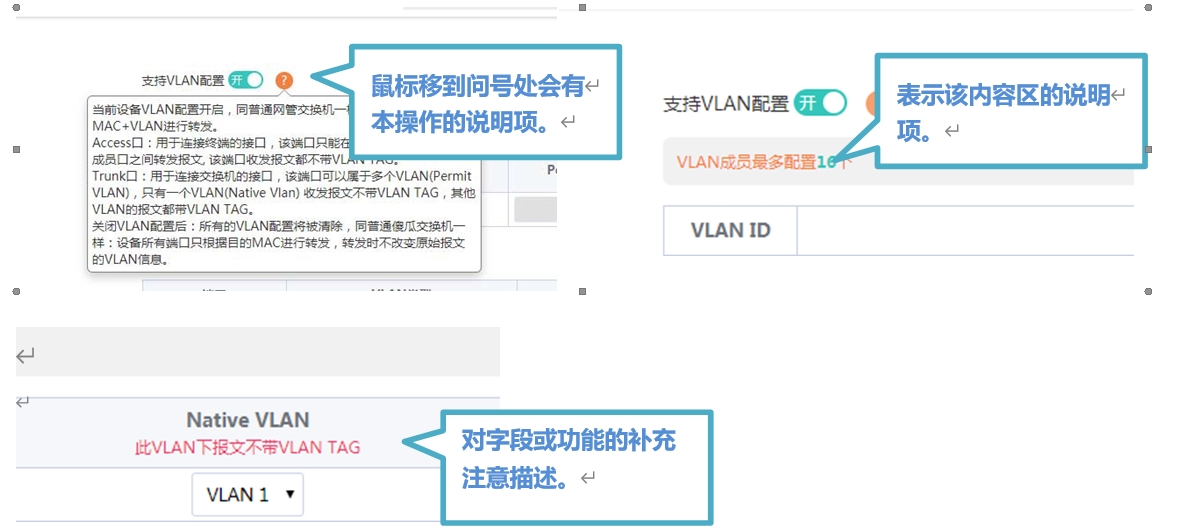 支持VLAN配置 开 ?
当前设备VLAN配置开启，同普通网管交换机一样
MAC+VLAN进行转发。
Access口：用于连接终端的接口，该端口只能在
成员口之间转发报文, 该端口收发报文都不带VLAN TAG。
Trunk口：用于连接交换机的接口，该端口可以属于多个VLAN(Permit
VLAN)，只有一个VLAN(Native Vlan) 收发报文不带VLAN TAG，其他
VLAN的报文都带VLAN TAG。
关闭VLAN配置后：所有的VLAN配置将被清除，同普通傻瓜交换机一
样：设备所有端口只根据目的MAC进行转发，转发时不改变原始报文
的VLAN信息。
鼠标移到问号处会有
本操作的说明项。
支持VLAN配置 开
VLAN成员最多配置16个
VLAN ID
表示该内容区的说明
项。
Native VLAN
此VLAN下报文不带VLAN TAG
VLAN 1
对字段或功能的补充
注意描述。